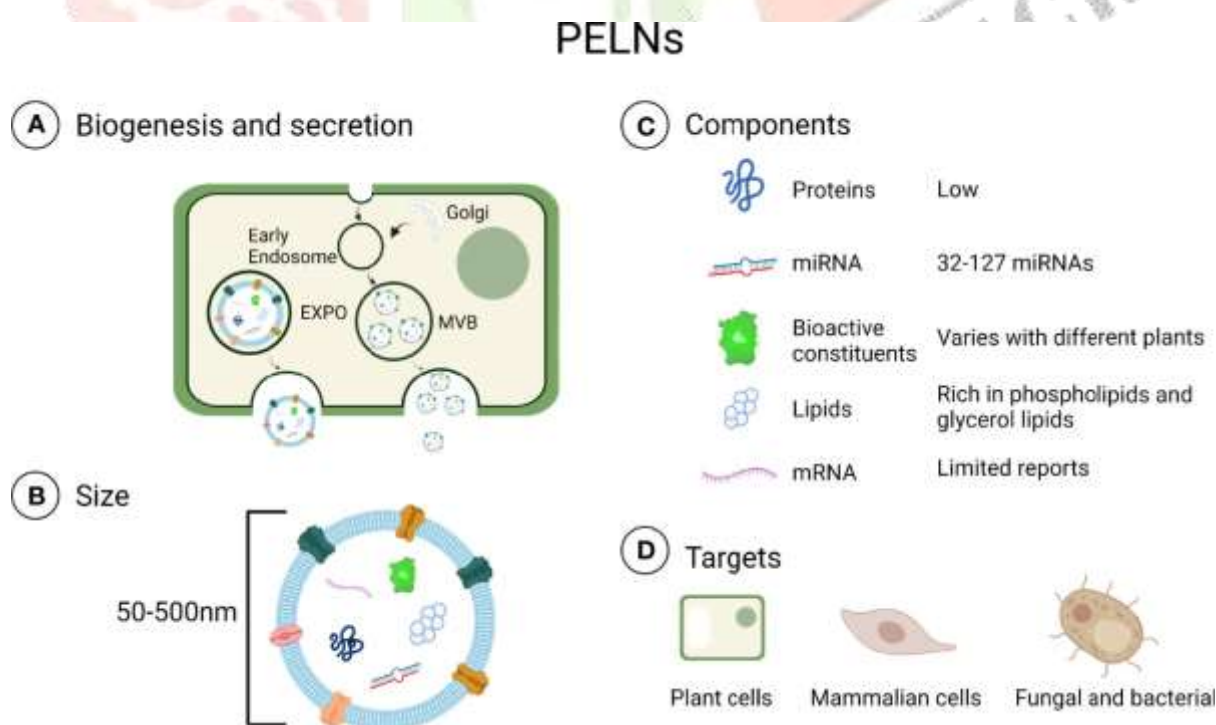 PELNs
A Biogenesis and secretion
Golgi
Early
Endosome
EXPO
MVB
B Size
50-500nm
C Components
Proteins Low
miRNA 32-127 miRNAs
Bioactive
constituents Varies with different plants
Lipids Rich in phospholipids and
glycerol lipids
mRNA Limited reports
D Targets
Plant cells Mammalian cells Fungal and bacterial